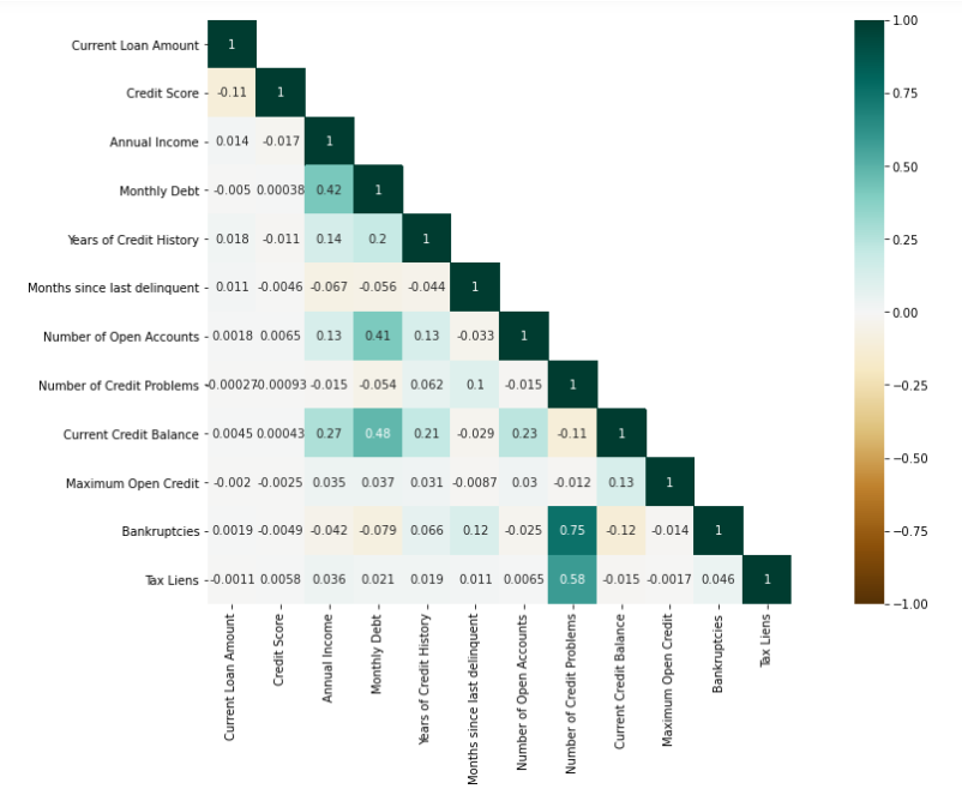 Current Loan Amount 1
Credit Score -0.11 1
Annual Income 0.014 -0.017 1
Monthly Debt -0.005 0.00038 0.42 1
Years of Credit History 0.018 -0.011 0.14 0.2 1
Months since last delinquent 0.011 -0.0046 -0.067 -0.056 -0.044 1
Number of Open Accounts 0.0018 0.0065 0.13 0.41 0.13 -0.033 1
Number of Credit Problems -0.00027 0.00093 -0.015 -0.054 0.062 0.1 -0.015 1
Current Credit Balance 0.0045 0.00043 0.27 0.48 0.21 -0.029 0.23 -0.11 1
Maximum Open Credit -0.002 -0.0025 0.035 0.037 0.031 -0.0087 0.03 -0.012 0.13 1
Bankruptcies 0.0019 -0.0049 -0.042 -0.079 0.066 0.12 -0.025 0.75 -0.12 -0.014 1
Tax Liens -0.0011 0.0058 0.036 0.021 0.019 0.011 0.0065 0.58 -0.015 -0.0017 0.046 1
Current Loan Amount
Credit Score
Annual Income
Monthly Debt
Years of Credit History
Months since last delinquent
Number of Open Accounts
Number of Credit Problems
Current Credit Balance
Maximum Open Credit
Bankruptcies
Tax Liens
1.00
0.75
0.50
0.25
0.00
−0.25
−0.50
−0.75
−1.00